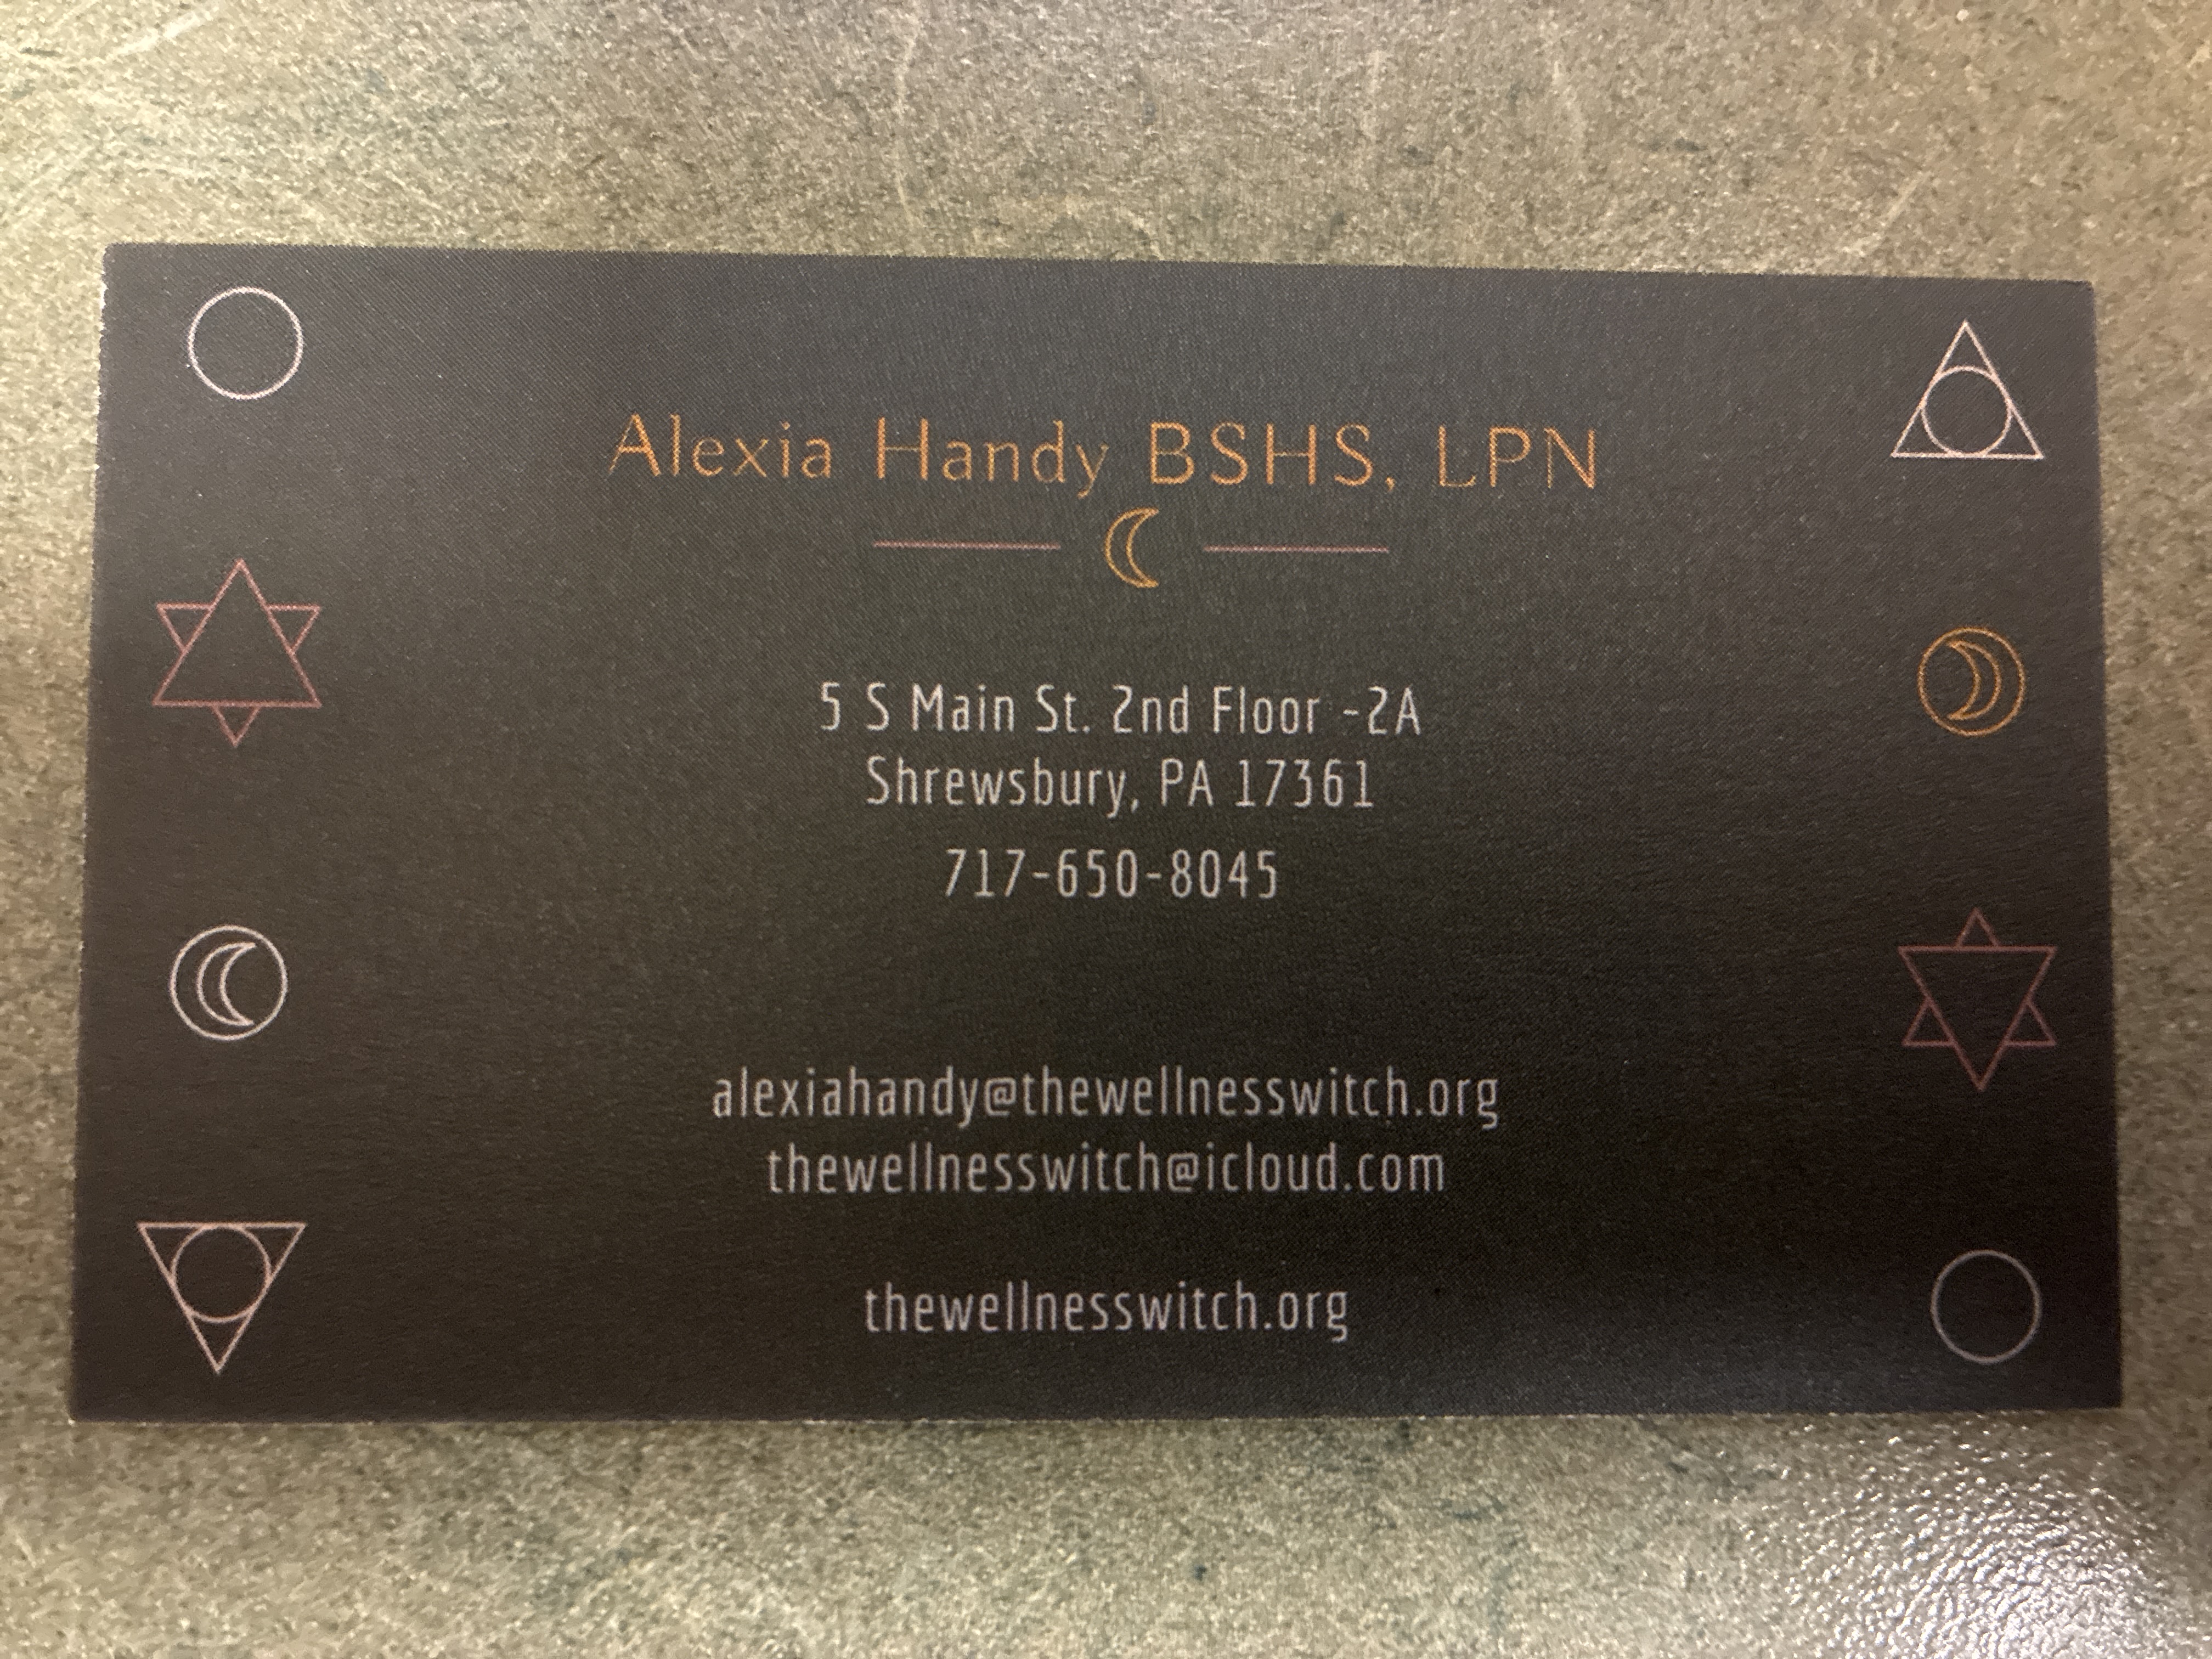 Alexia Handy BSHS, LPN
5 S Main St. 2nd Floor -2A
Shrewsbury, PA 17361
717-650-8045
alexiahandy@thewellnesswitch.org
thewellnesswitch@icloud.com
thewellnesswitch.org